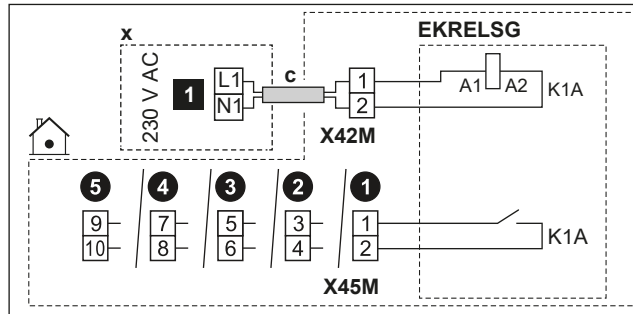 x
EKRELSG
230 V AC
1
L1
N1
c
1
2
A1 A2
K1A
X42M
5 4 3 2 1
9 7 5 3 1
10 8 6 4 2
K1A
X45M